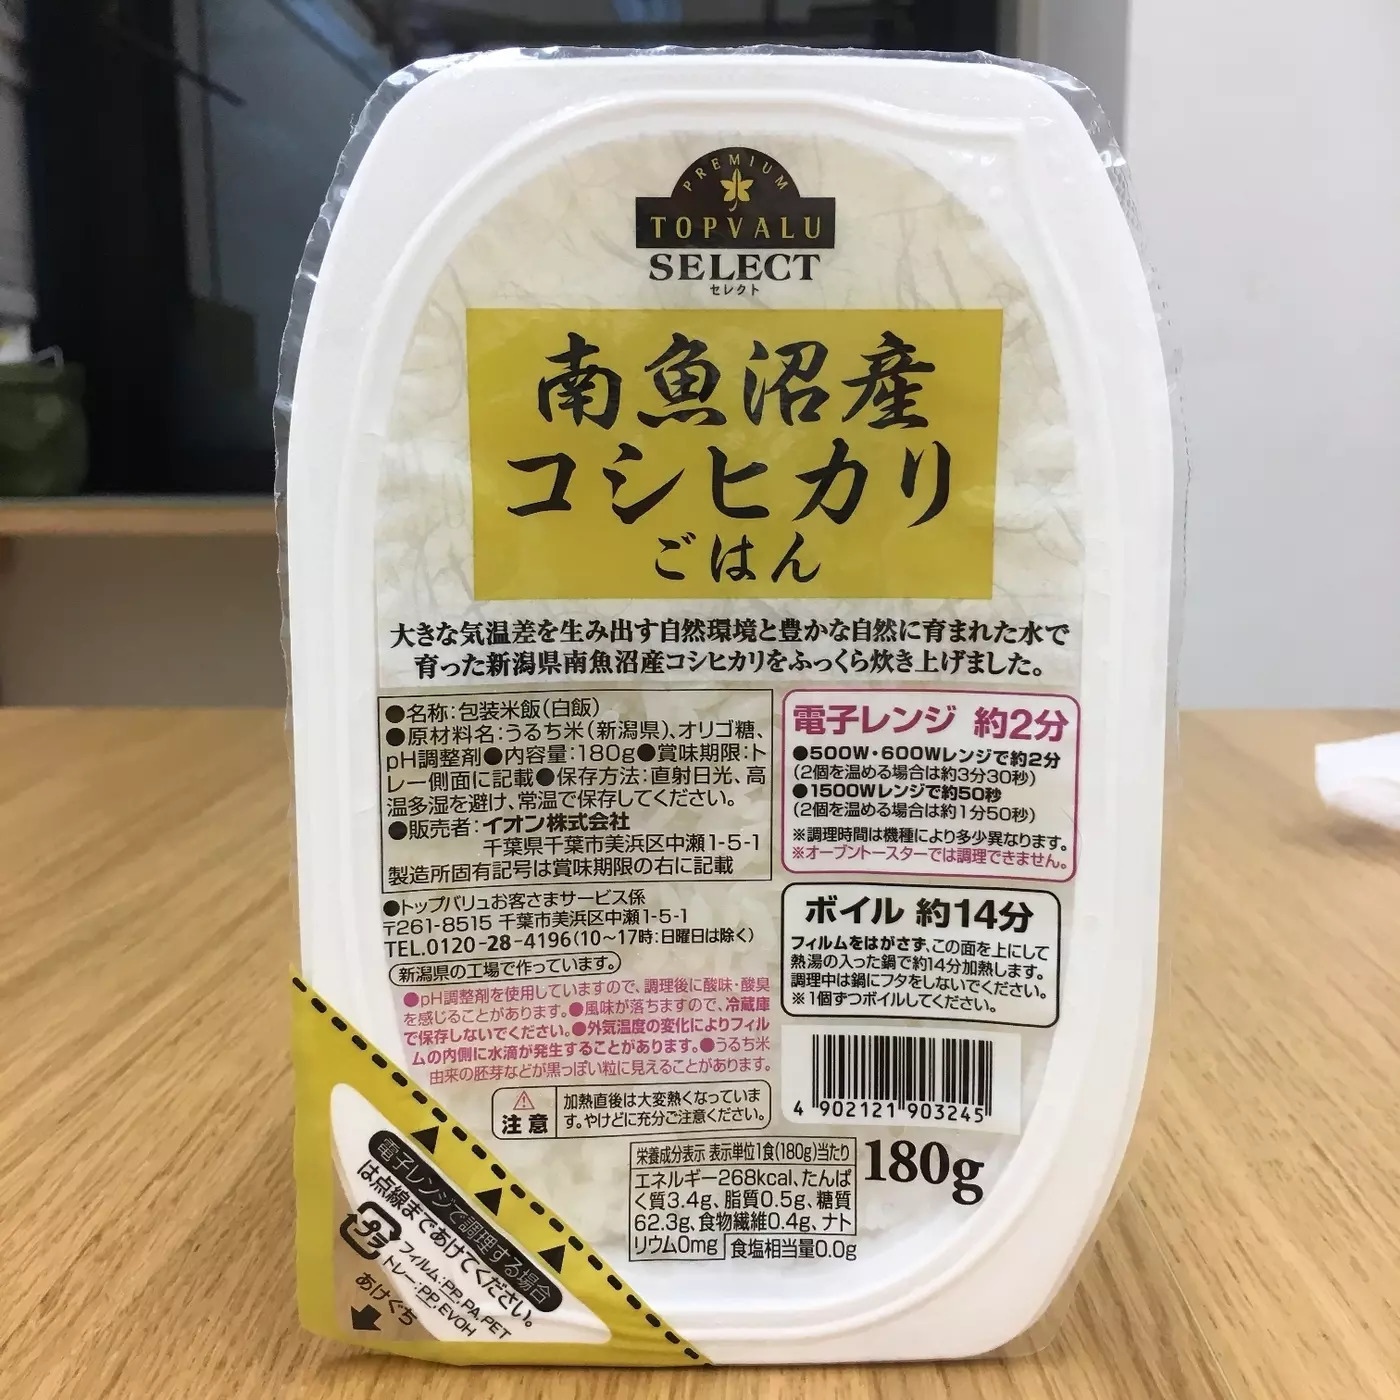 PREMIUM
TOPVALU
SELECT
セレクト
南魚沼産
コシヒカリ
ごはん
大きな気温差を生み出す自然環境と豊かな自然に育まれた水で
育った新潟県南魚沼産コシヒカリをふっくら炊き上げました。
●名称:包装米飯(白飯)
●原材料名:うるち米(新潟県)、オリゴ糖、
pH調整剤●内容量:180g●賞味期限:ト
レー側面に記載●保存方法:直射日光、高
温多湿を避け、常温で保存してください。
●販売者:イオン株式会社
千葉県千葉市美浜区中瀬1-5-1
製造所固有記号は賞味期限の右に記載
●トップバリュお客さまサービス係
〒261-8515 千葉市美浜区中瀬1-5-1
TEL.0120-28-4196(10~17時:日曜日は除く)
新潟県の工場で作っています。
●pH調整剤を使用していますので、調理後に酸味・酸臭
を感じることがあります。●風味が落ちますので、冷蔵庫
で保存しないでください。●外気温度の変化によりフィル
ムの内側に水滴が発生することがあります。●うるち米
由来の胚芽などが黒っぽい粒に見えることがあります。
注意
加熱直後は大変熱くなっていま
す。やけどに充分ご注意ください。
電子レンジ 約2分
●500W・600Wレンジで約2分
(2個を温める場合は約3分30秒)
●1500Wレンジで約50秒
(2個を温める場合は約1分50秒)
※調理時間は機種により多少異なります。
※オーブントースターでは調理できません。
ボイル 約14分
フィルムをはがさず、この面を上にして
熱湯の入った鍋で約14分加熱します。
調理中は鍋にフタをしないでください。
※1個ずつボイルしてください。
4 902121 903245
180g
栄養成分表示 表示単位1食(180g)当たり
エネルギー268kcal、たんぱ
く質3.4g、脂質0.5g、糖質
62.3g、食物繊維0.4g、ナト
リウム0mg 食塩相当量0.0g
電子レンジで調理する場合
は点線まであけてください。
プラ
フィルム:PP,PA,PET
トレー:PP,EVOH
あけぐち